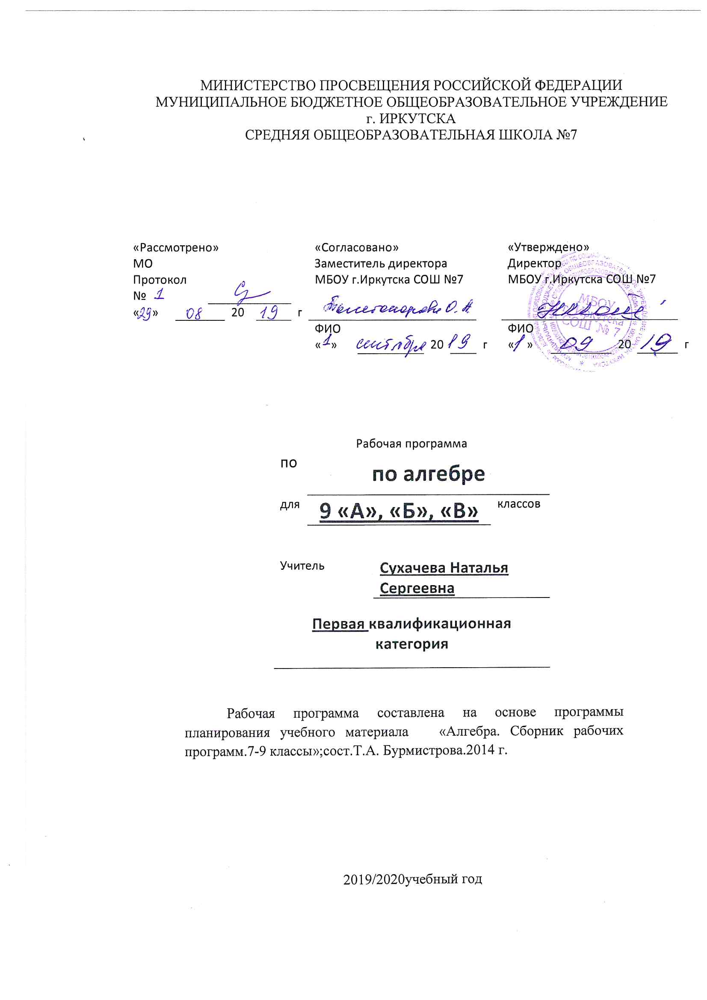 МИНИСТЕРСТВО ПРОСВЕЩЕНИЯ РОССИЙСКОЙ ФЕДЕРАЦИИ
МУНИЦИПАЛЬНОЕ БЮДЖЕТНОЕ ОБЩЕОБРАЗОВАТЕЛЬНОЕ УЧРЕЖДЕНИЕ
г. ИРКУТСКА
СРЕДНЯЯ ОБЩЕОБРАЗОВАТЕЛЬНАЯ ШКОЛА №7
«Рассмотрено»
МО
Протокол
№ 1
«29» 08 20 19 г
«Согласовано»
Заместитель директора
МБОУ г.Иркутска СОШ №7
О. А.
ФИО
«1» сентября 20 19 г
«Утверждено»
Директор
МБОУ г.Иркутска СОШ №7
МБОУ
г. Иркутска
СОШ № 7
ФИО
«1» 09 20 19 г
Рабочая программа
по
по алгебре
для 9 «А», «Б», «В» классов
Учитель Сухачева Наталья
Сергеевна
Первая квалификационная
категория
Рабочая программа составлена на основе программы
планирования учебного материала «Алгебра. Сборник рабочих
программ.7-9 классы»;сост.Т.А. Бурмистрова.2014 г.
2019/2020учебный год